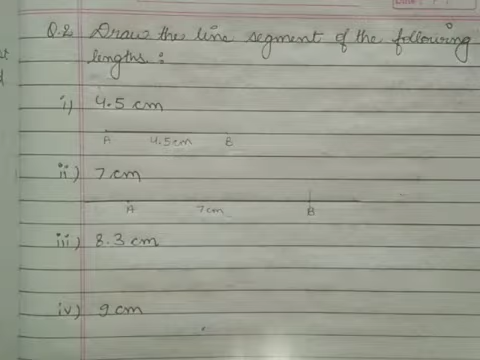 Q.2 Draw the line segment of the following
lengths :
i) 4.5 cm
A 4.5cm B
ii) 7 cm
A 7cm B
iii) 8.3 cm
iv) 9 cm